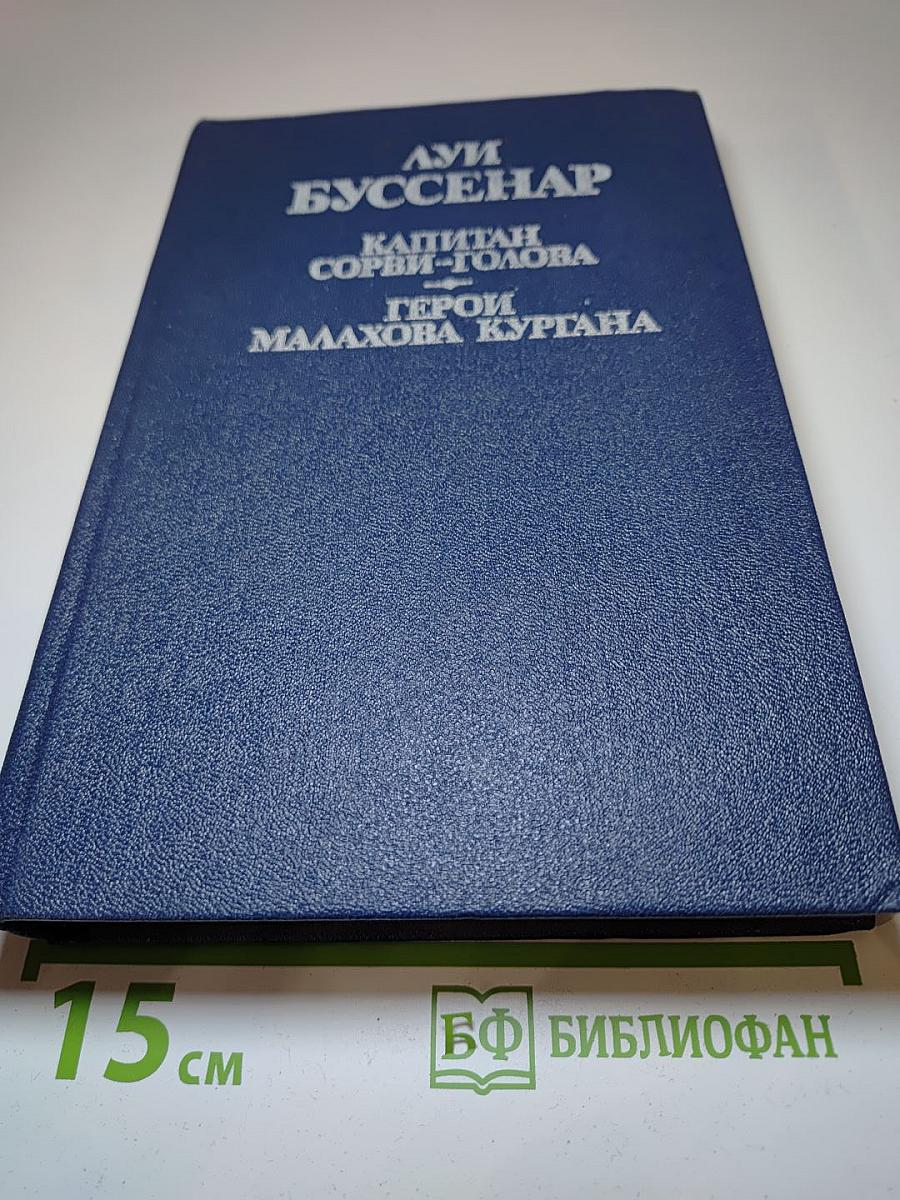 ЛУИ
БУССЕНАР
КАПИТАН
СОРВИ-ГОЛОВА
ГЕРОИ
МАЛАХОВА КУРГАНА
15 см
БФ БИБЛИОФАН